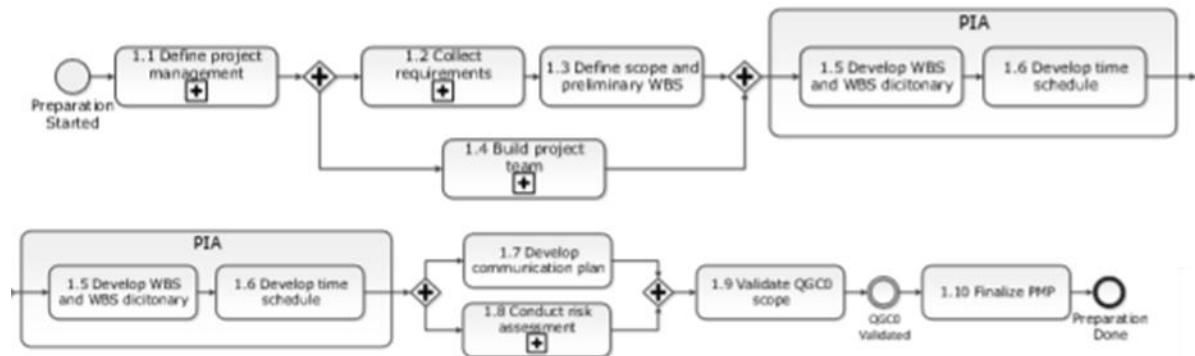 PIA
1.1 Define project
management
1.2 Collect
requirements
1.3 Define scope and
preliminary WBS
1.5 Develop WBS
and WBS dicitonary
1.6 Develop time
schedule
Preparation
Started
1.4 Build project
team
PIA
1.5 Develop WBS
and WBS dicitonary
1.6 Develop time
schedule
1.7 Develop
communication plan
1.8 Conduct risk
assessment
1.9 Validate QGC0
scope
QGC0
Validated
1.10 Finalize PMP
Preparation
Done